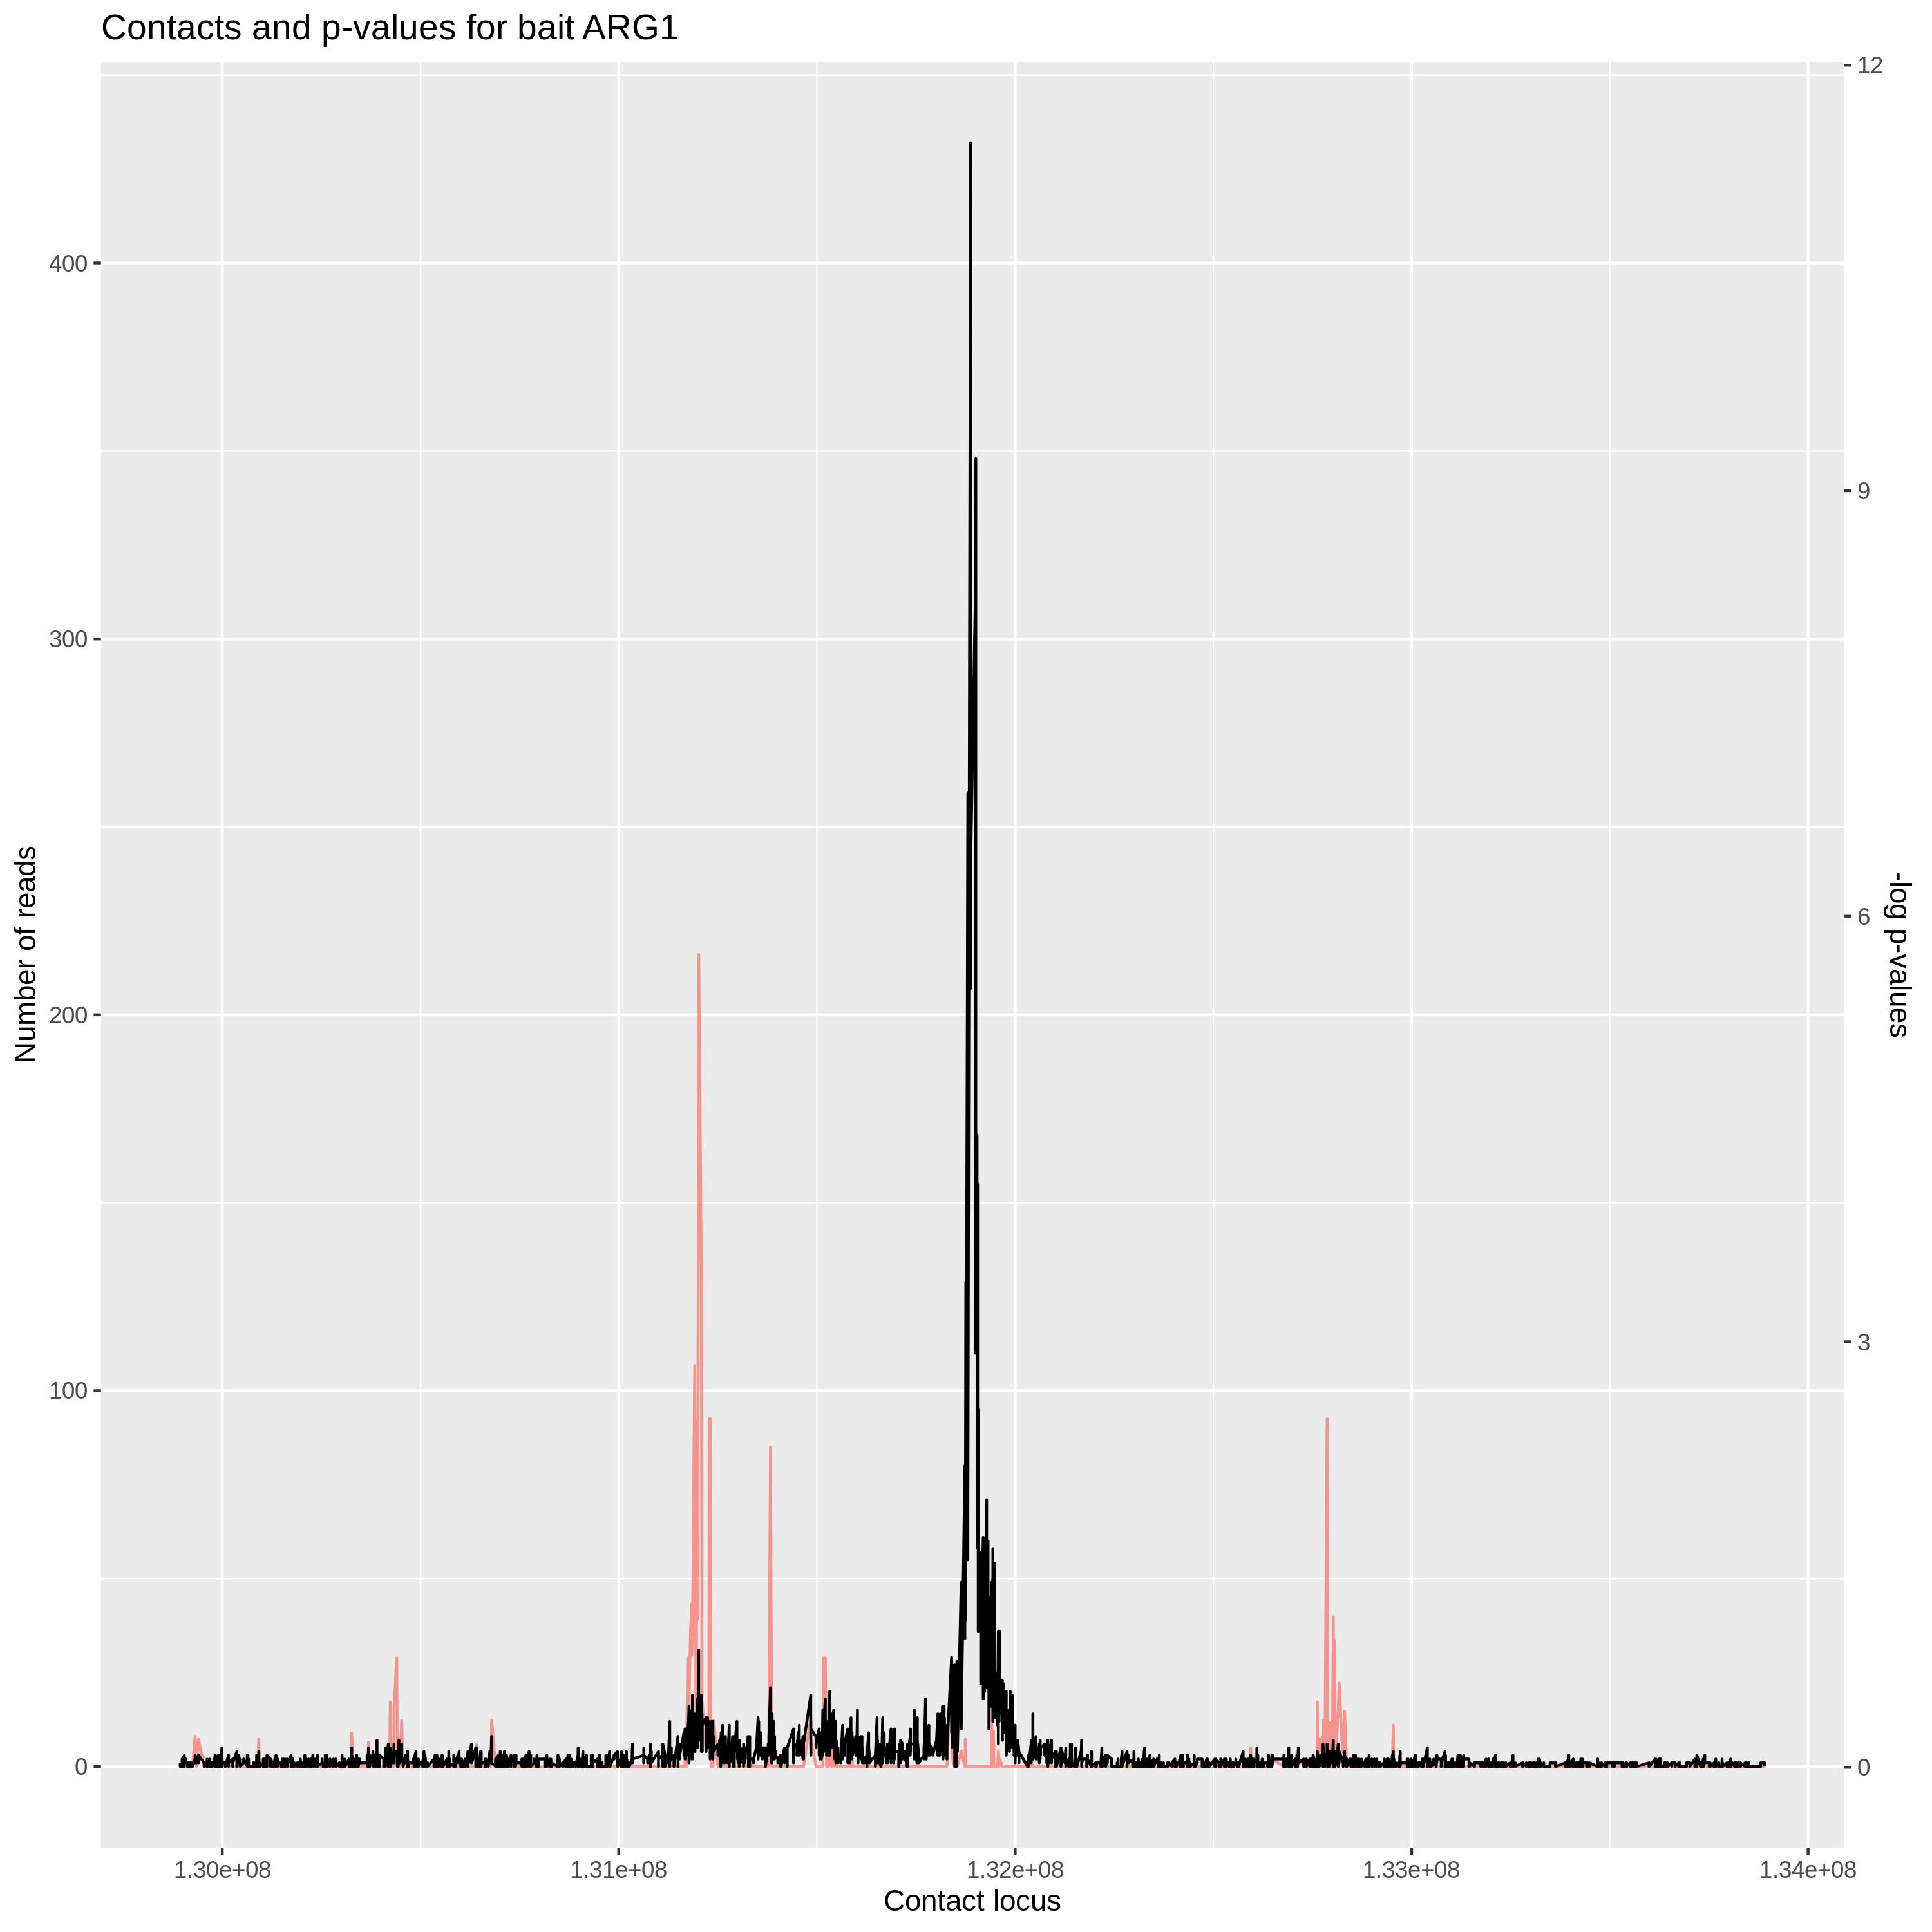 Contacts and p-values for bait ARG1
12
400
9
300
Number of reads
6
-log p-values
200
3
100
0
0
1.30e+08 1.31e+08 1.32e+08 1.33e+08 1.34e+08
Contact locus